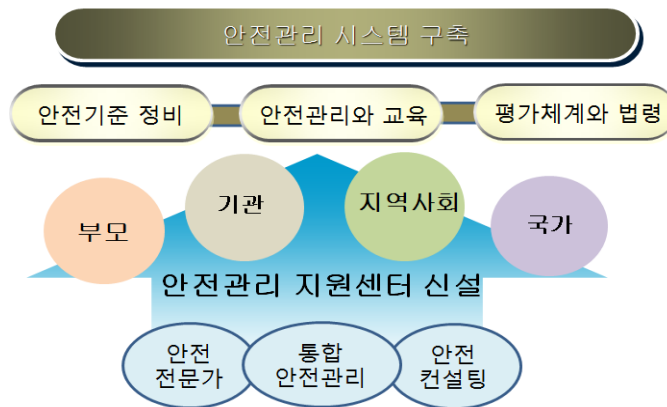 안전관리 시스템 구축
안전기준 정비
안전관리와 교육
평가체계와 법령
부모
기관
지역사회
국가
안전관리 지원센터 신설
안전
전문가
통합
안전관리
안전
컨설팅